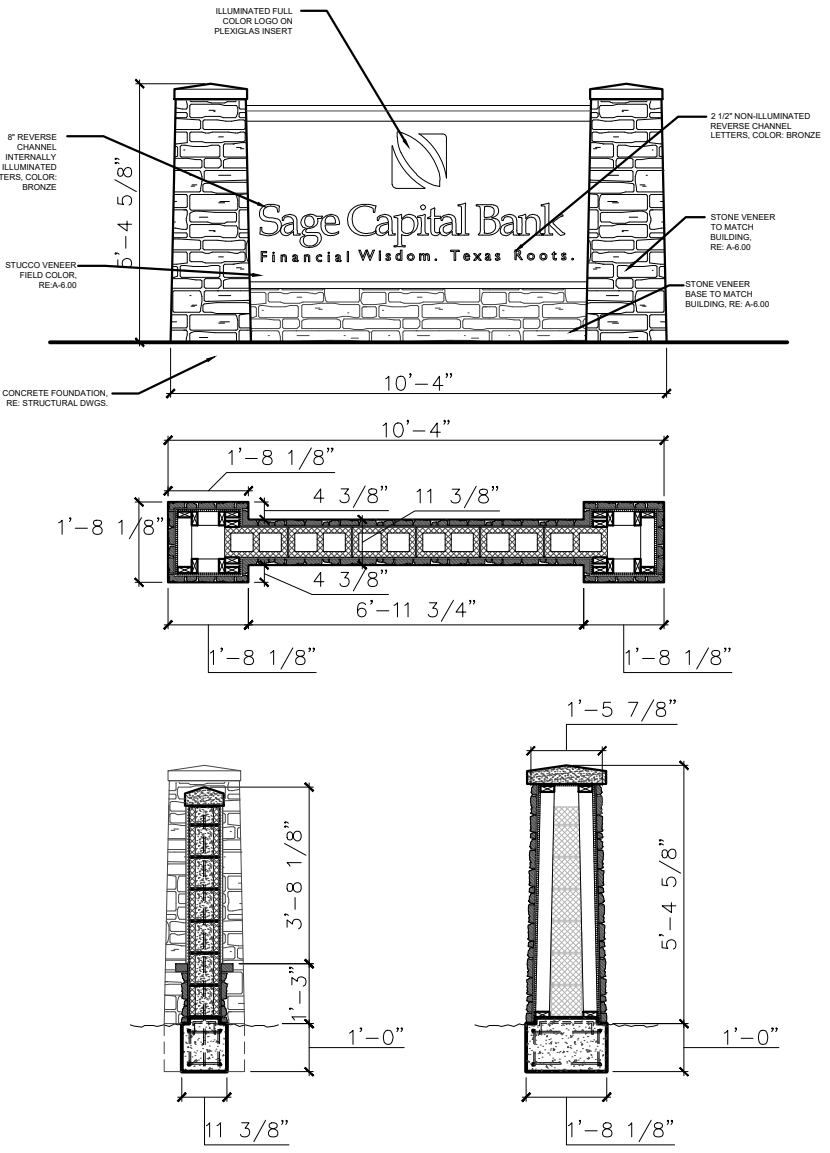 ILLUMINATED FULL
COLOR LOGO ON
PLEXIGLAS INSERT
8" REVERSE
CHANNEL
INTERNALLY
ILLUMINATED
TERS, COLOR:
BRONZE
2 1/2" NON-ILLUMINATED
REVERSE CHANNEL
LETTERS, COLOR: BRONZE
5'-4 5/8"
Sage Capital Bank
Financial Wisdom. Texas Roots.
STONE VENEER
TO MATCH
BUILDING,
RE: A-6.00
STUCCO VENEER
FIELD COLOR,
RE:A-6.00
STONE VENEER
BASE TO MATCH
BUILDING, RE: A-6.00
CONCRETE FOUNDATION,
RE: STRUCTURAL DWGS.
10'-4"
10'-4"
1'-8 1/8"
4 3/8"
11 3/8"
1'-8 1/8"
4 3/8"
6'-11 3/4"
1'-8 1/8"
1'-8 1/8"
1'-5 7/8"
3'-8 1/8"
5'-4 5/8"
1'-3"
1'-0"
1'-0"
11 3/8"
1'-8 1/8"